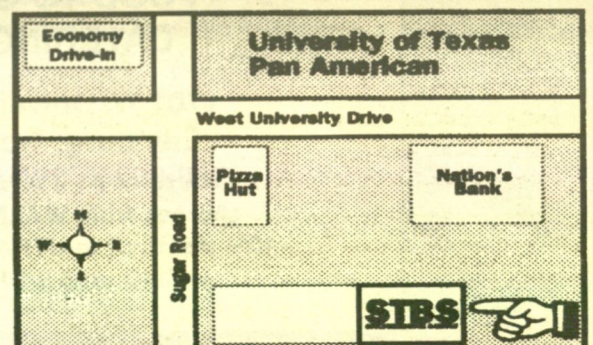 Economy
Drive-in
University of Texas
Pan American
West University Drive
Pizza
Hut
Nation's
Bank
N
W
E
S
Sugar Road
STBS